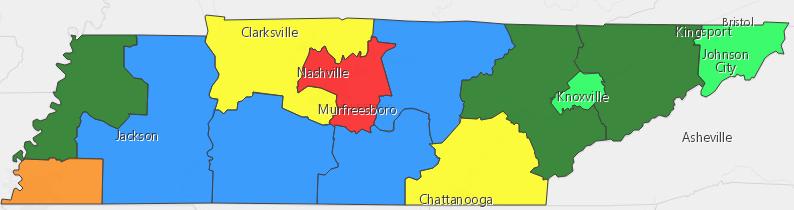 Bristol
Kingsport
Clarksville
Johnson
City
Nashville
Knoxville
Murfreesboro
Jackson
Asheville
Chattanooga